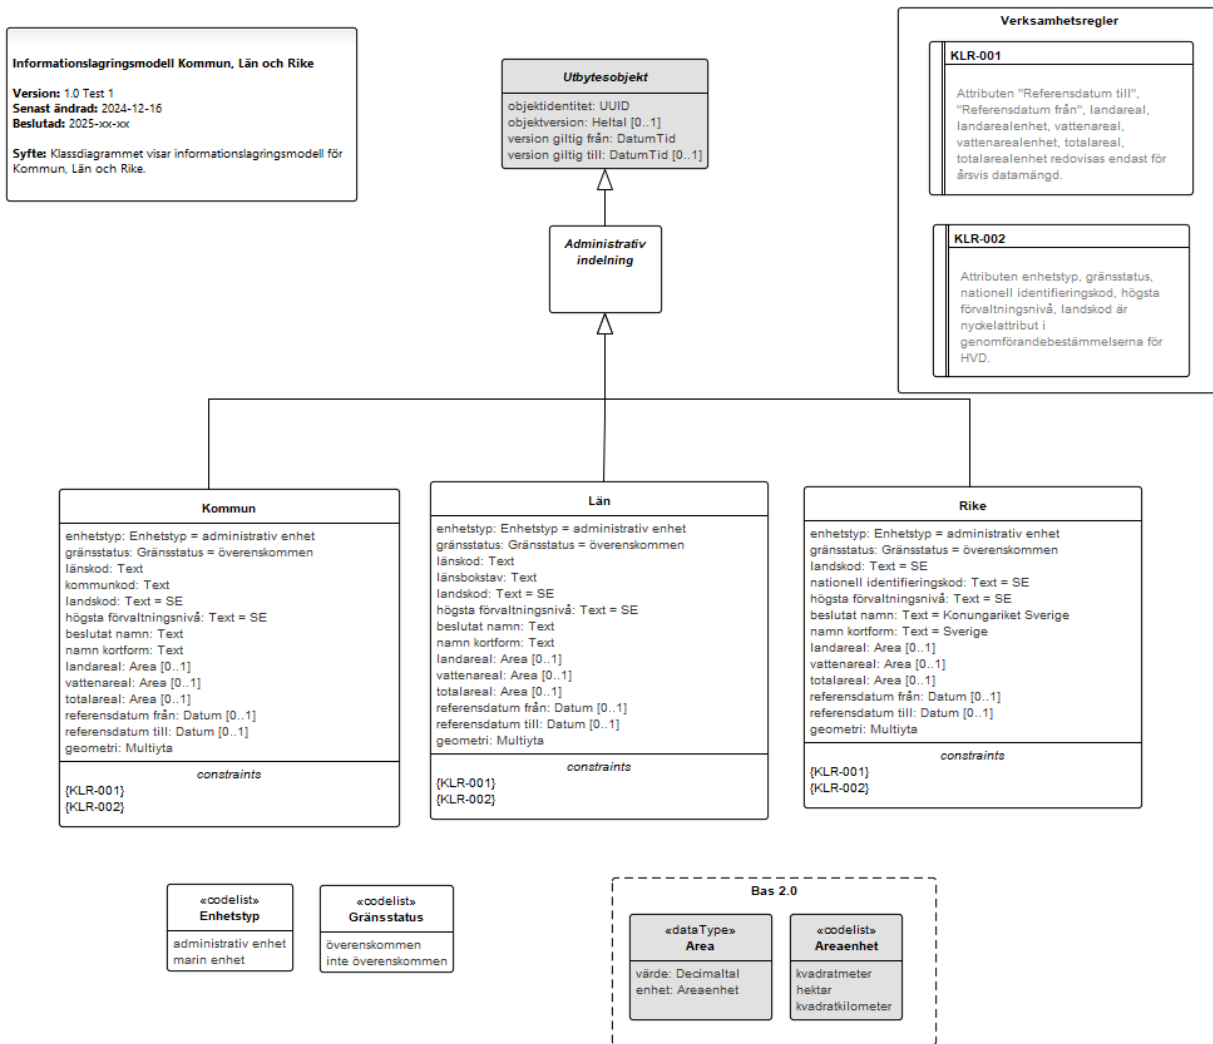 Informationslagringsmodell Kommun, Län och Rike
Version: 1.0 Test 1
Senast ändrad: 2024-12-16
Beslutad: 2025-xx-xx
Syfte: Klassdiagrammet visar informationslagringsmodell för
Kommun, Län och Rike.
Utbytesobjekt
objektidentitet: UUID
objektversion: Heltal [0..1]
version giltig från: DatumTid
version giltig till: DatumTid [0..1]
Administrativ
indelning
Verksamhetsregler
KLR-001
Attributen "Referensdatum till",
"Referensdatum från", landareal,
landarealenhet, vattenareal,
vattenarealenhet, totalareal,
totalarealenhet redovisas endast för
årsvis datamängd.
KLR-002
Attributen enhetstyp, gränsstatus,
nationell identifieringskod, högsta
förvaltningsnivå, landskod är
nyckelattribut i
genomförandebestämmelserna för
HVD.
Kommun
enhetstyp: Enhetstyp = administrativ enhet
gränsstatus: Gränsstatus = överenskommen
länskod: Text
kommunkod: Text
landskod: Text = SE
högsta förvaltningsnivå: Text = SE
beslutat namn: Text
namn kortform: Text
landareal: Area [0..1]
vattenareal: Area [0..1]
totalareal: Area [0..1]
referensdatum från: Datum [0..1]
referensdatum till: Datum [0..1]
geometri: Multiyta
constraints
{KLR-001}
{KLR-002}
Län
enhetstyp: Enhetstyp = administrativ enhet
gränsstatus: Gränsstatus = överenskommen
länskod: Text
länsbokstav: Text
landskod: Text = SE
högsta förvaltningsnivå: Text = SE
beslutat namn: Text
namn kortform: Text
landareal: Area [0..1]
vattenareal: Area [0..1]
totalareal: Area [0..1]
referensdatum från: Datum [0..1]
referensdatum till: Datum [0..1]
geometri: Multiyta
constraints
{KLR-001}
{KLR-002}
Rike
enhetstyp: Enhetstyp = administrativ enhet
gränsstatus: Gränsstatus = överenskommen
landskod: Text = SE
nationell identifieringskod: Text = SE
högsta förvaltningsnivå: Text = SE
beslutat namn: Text = Konungariket Sverige
namn kortform: Text = Sverige
landareal: Area [0..1]
vattenareal: Area [0..1]
totalareal: Area [0..1]
referensdatum från: Datum [0..1]
referensdatum till: Datum [0..1]
geometri: Multiyta
constraints
{KLR-001}
{KLR-002}
«codelist»
Enhetstyp
administrativ enhet
marin enhet
«codelist»
Gränsstatus
överenskommen
inte överenskommen
Bas 2.0
«dataType»
Area
värde: Decimaltal
enhet: Areaenhet
«codelist»
Areaenhet
kvadratmeter
hektar
kvadratkilometer